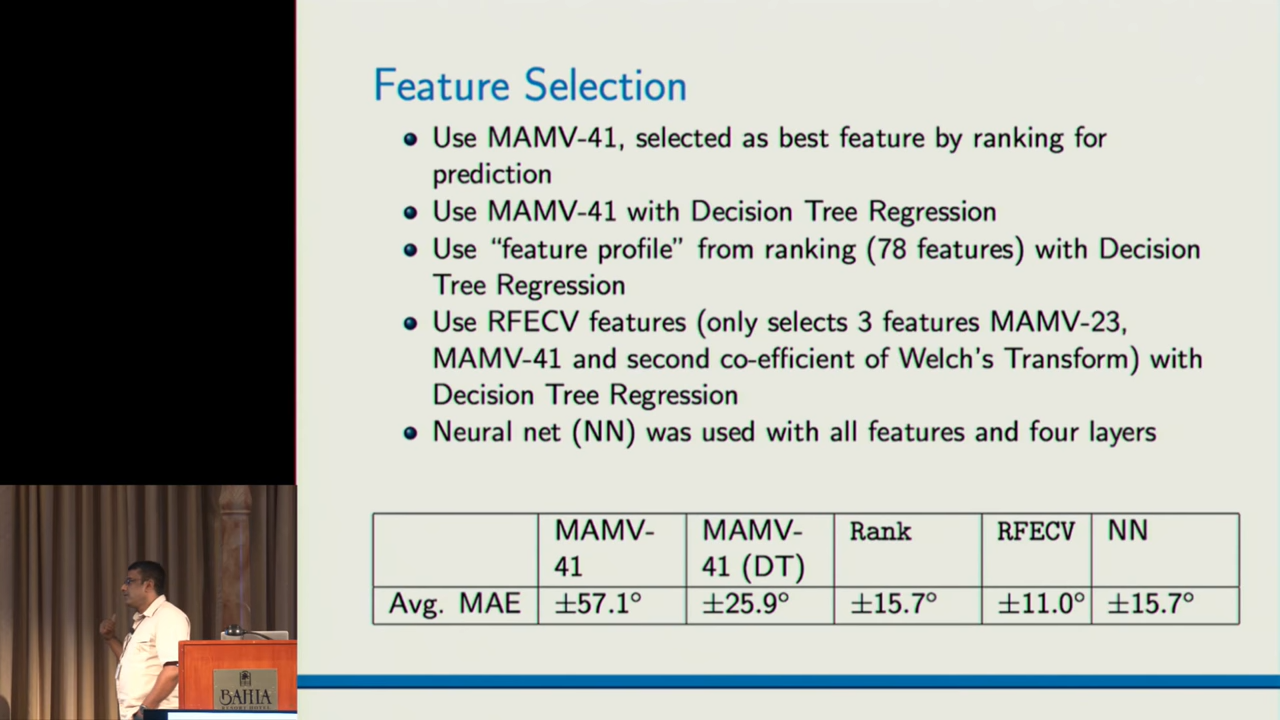 Feature Selection
Use MAMV-41, selected as best feature by ranking for
prediction
Use MAMV-41 with Decision Tree Regression
Use “feature profile” from ranking (78 features) with Decision
Tree Regression
Use RFECV features (only selects 3 features MAMV-23,
MAMV-41 and second co-efficient of Welch's Transform) with
Decision Tree Regression
Neural net (NN) was used with all features and four layers
MAMV-41 MAMV-41 (DT) Rank RFECV NN
Avg. MAE ±57.1° ±25.9° ±15.7° ±11.0° ±15.7°
BAHIA
RESORT HOTEL